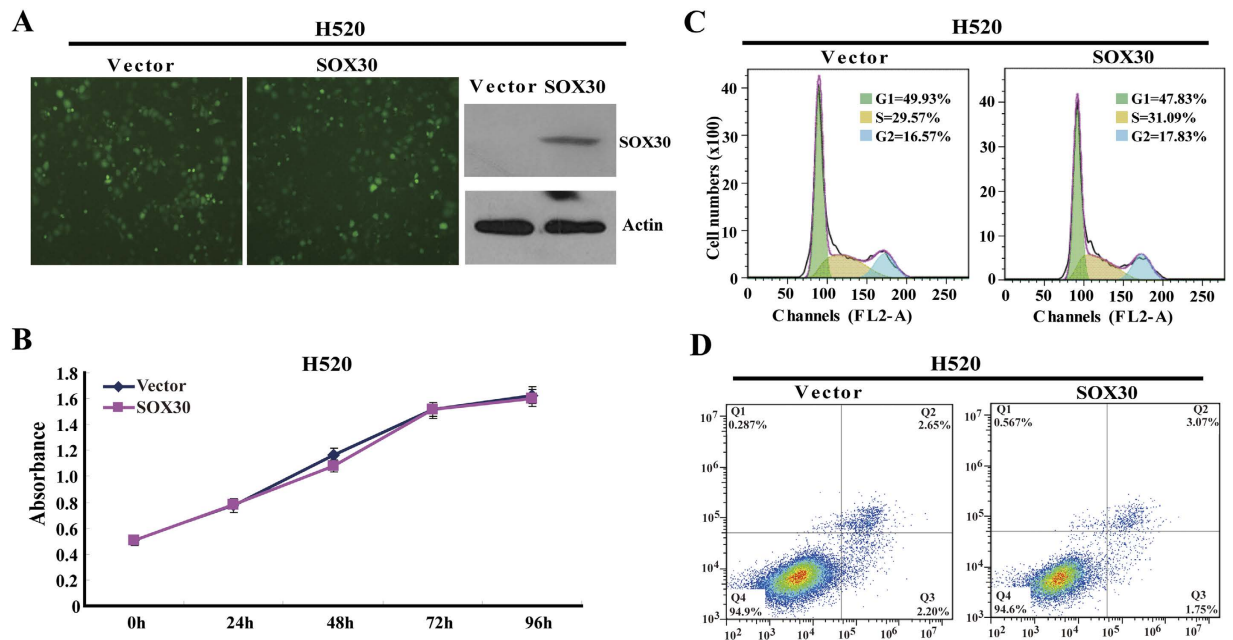 A
H520
Vector SOX30
Vector SOX30
SOX30
Actin
B
H520
Absorbance
1.8
1.6
1.4
1.2
1.0
0.8
0.6
0.4
0.2
0
Vector
SOX30
0h 24h 48h 72h 96h
C
H520
Vector SOX30
Cell numbers (x100)
40
30
20
10
0
G1=49.93%
S=29.57%
G2=16.57%
0 50 100 150 200 250
Channels (FL2-A)
40
30
20
10
0
G1=47.83%
S=31.09%
G2=17.83%
0 50 100 150 200 250
Channels (FL2-A)
D
H520
Vector SOX30
10⁷
10⁶
10⁵
10⁴
10³
Q1
0.287%
Q2
2.65%
Q4
94.9%
Q3
2.20%
10² 10³ 10⁴ 10⁵ 10⁶ 10⁷
10⁷
10⁶
10⁵
10⁴
10³
Q1
0.567%
Q2
3.07%
Q4
94.6%
Q3
1.75%
10² 10³ 10⁴ 10⁵ 10⁶ 10⁷